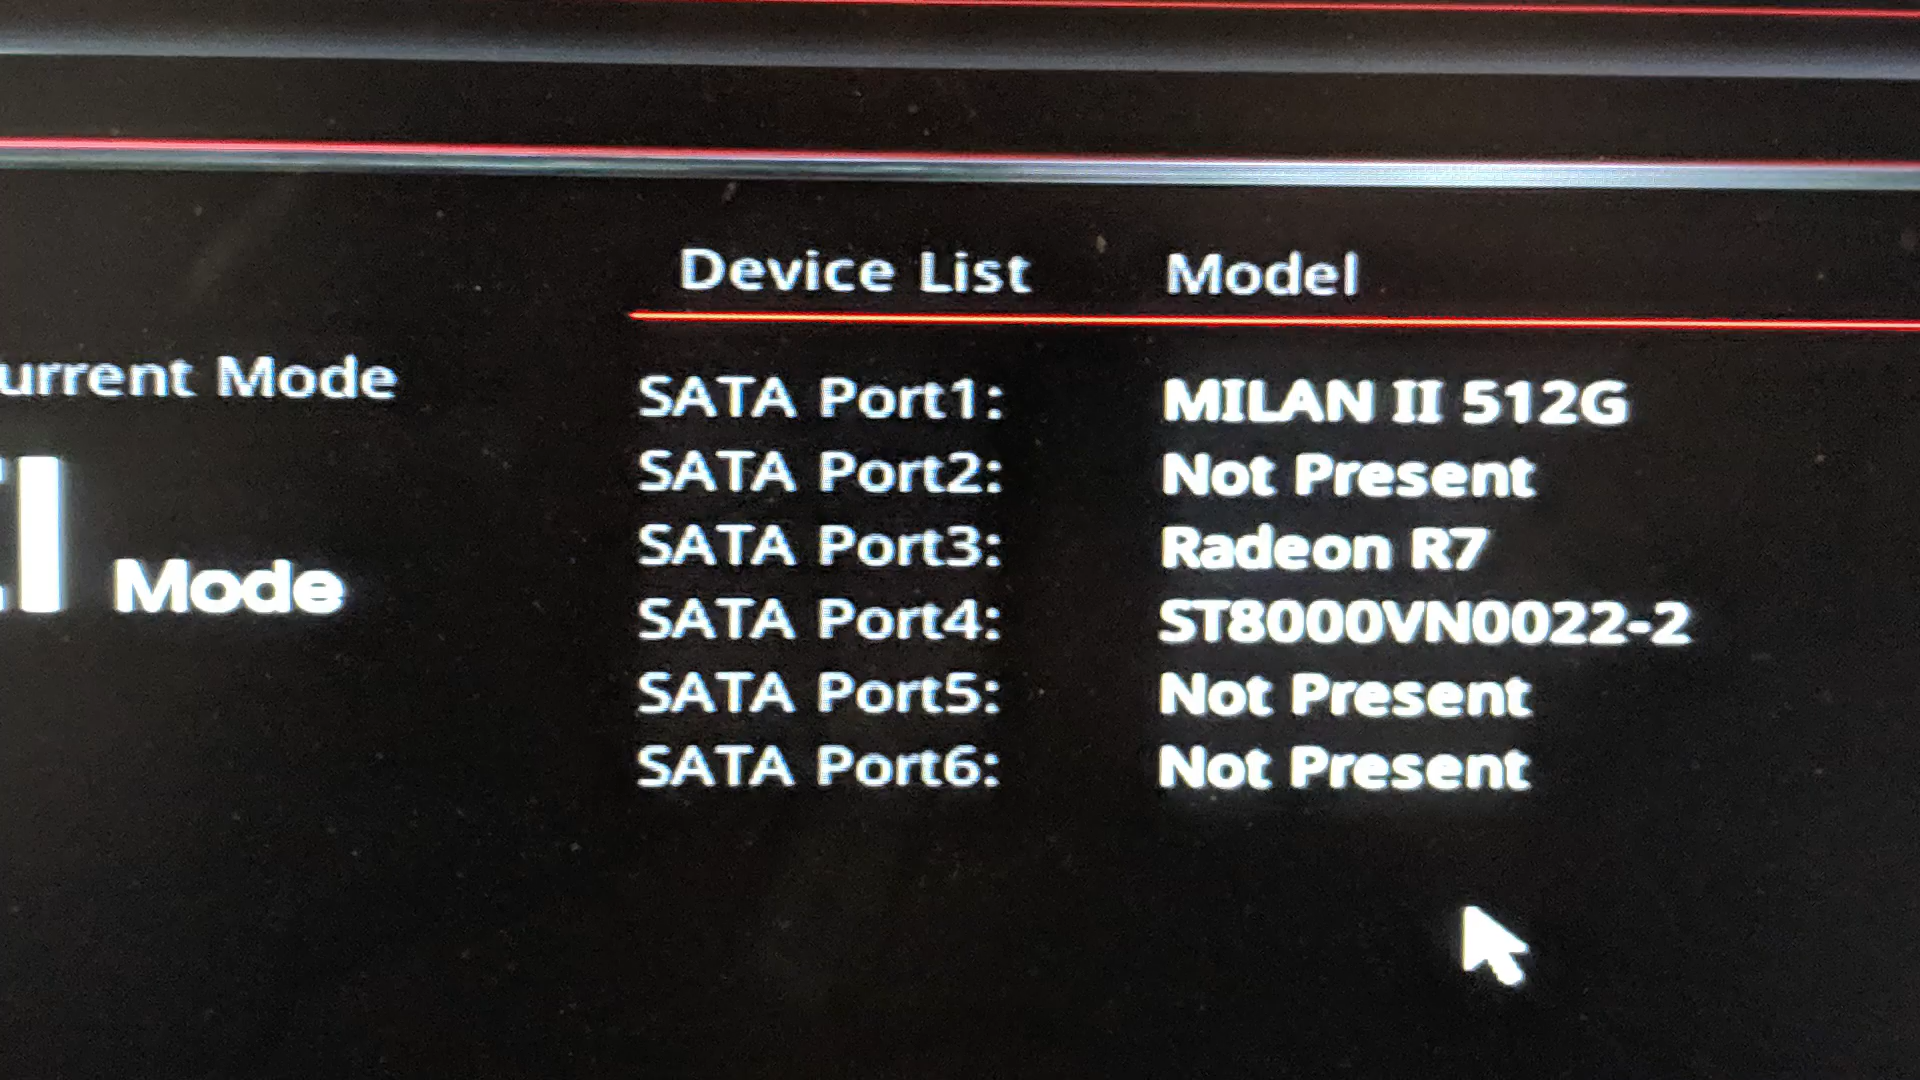 Device List Model
urrent Mode
SATA Port1: MILAN II 512G
SATA Port2: Not Present
SATA Port3: Radeon R7
I Mode
SATA Port4: ST8000VN0022-2
SATA Port5: Not Present
SATA Port6: Not Present